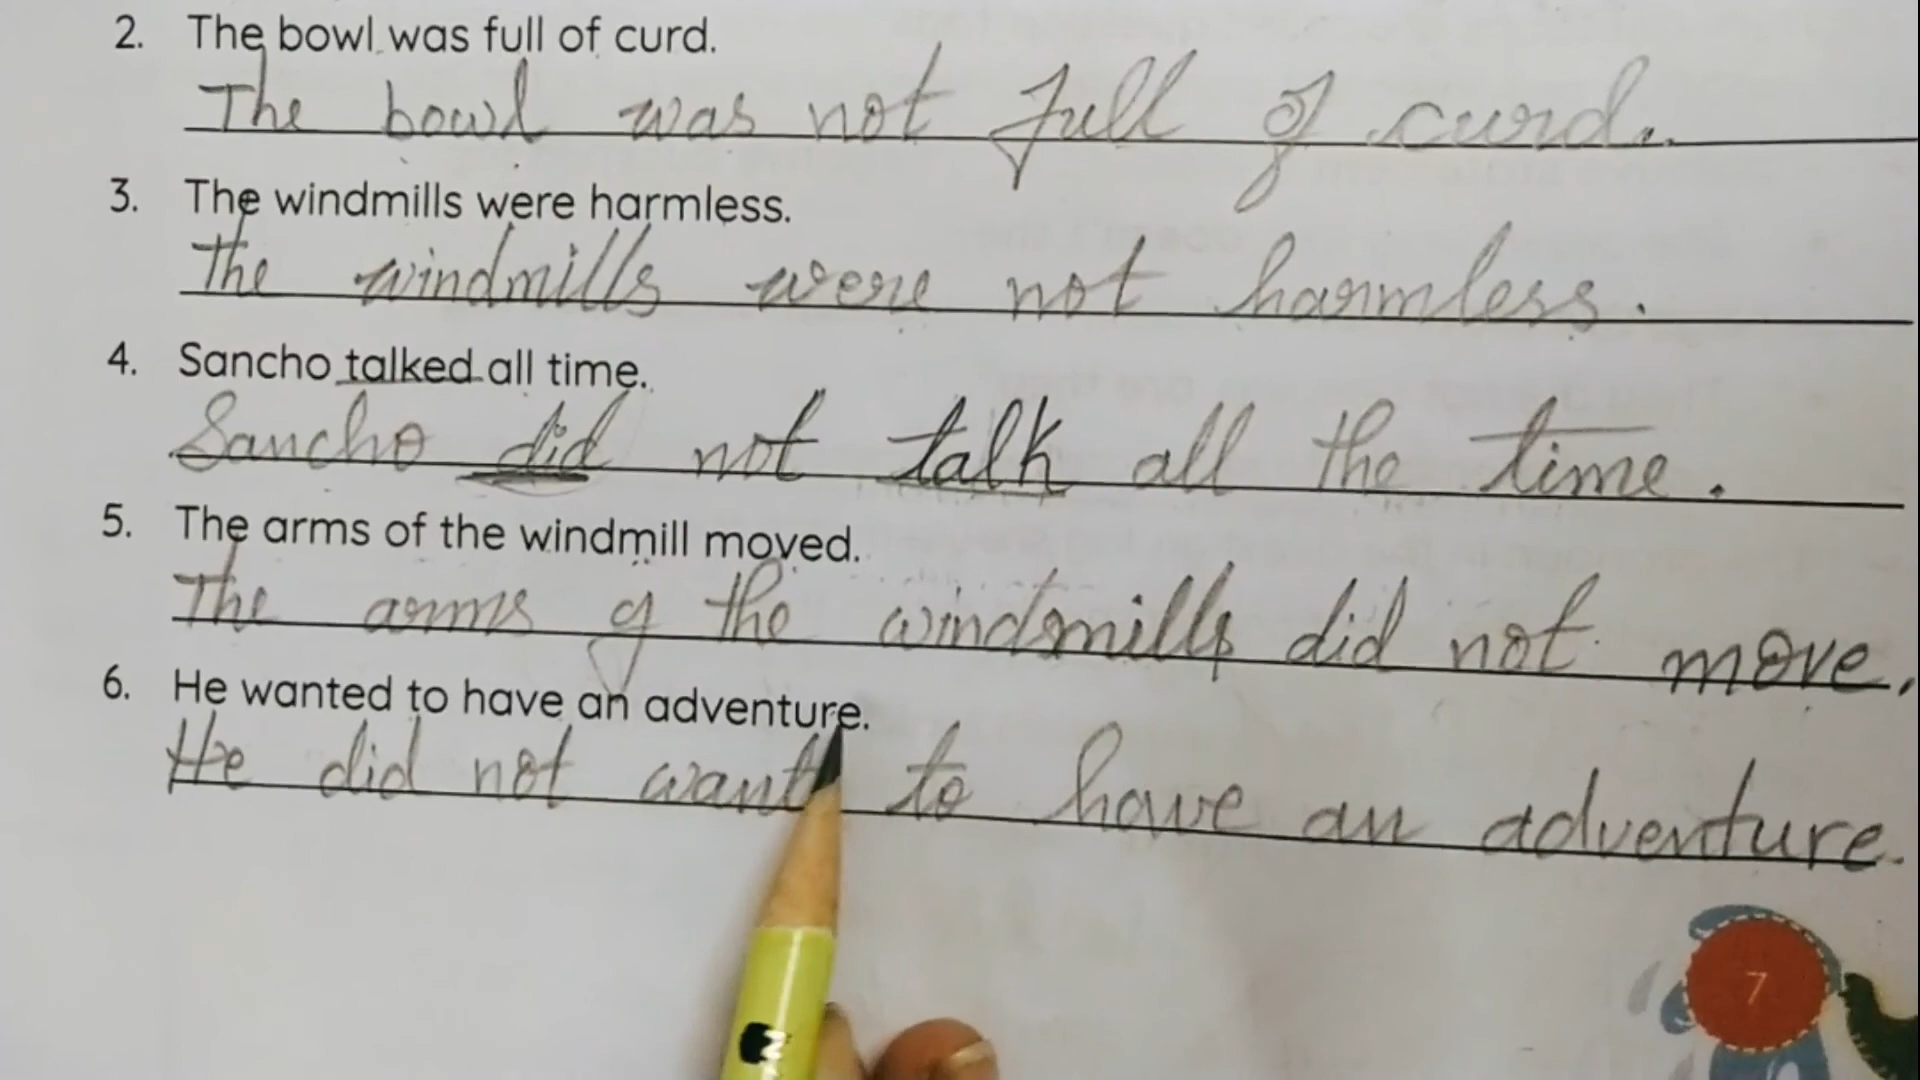 2. The bowl was full of curd.
The bowl was not full of curd.
3. The windmills were harmless.
The windmills were not harmless.
4. Sancho talked all time.
Sancho did not talk all the time.
5. The arms of the windmill moved.
The arms of the windmills did not move.
6. He wanted to have an adventure.
He did not want to have an adventure.
7